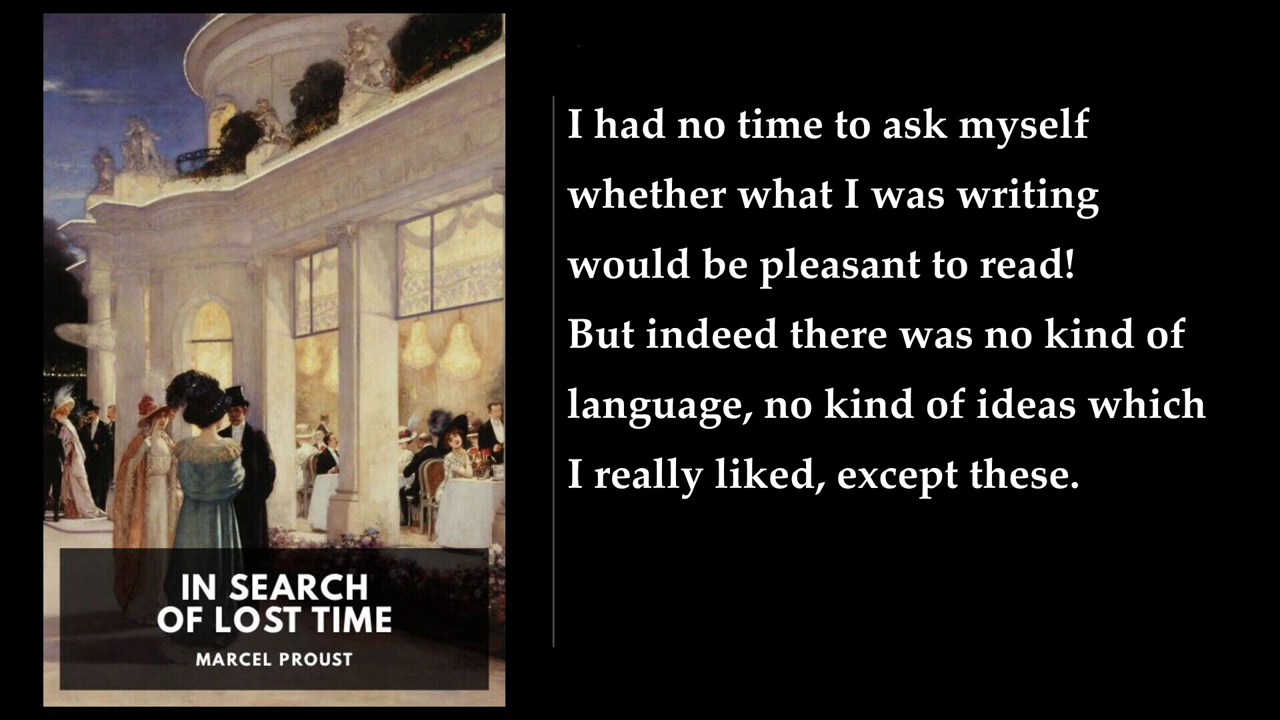 IN SEARCH
OF LOST TIME
MARCEL PROUST
I had no time to ask myself
whether what I was writing
would be pleasant to read!
But indeed there was no kind of
language, no kind of ideas which
I really liked, except these.